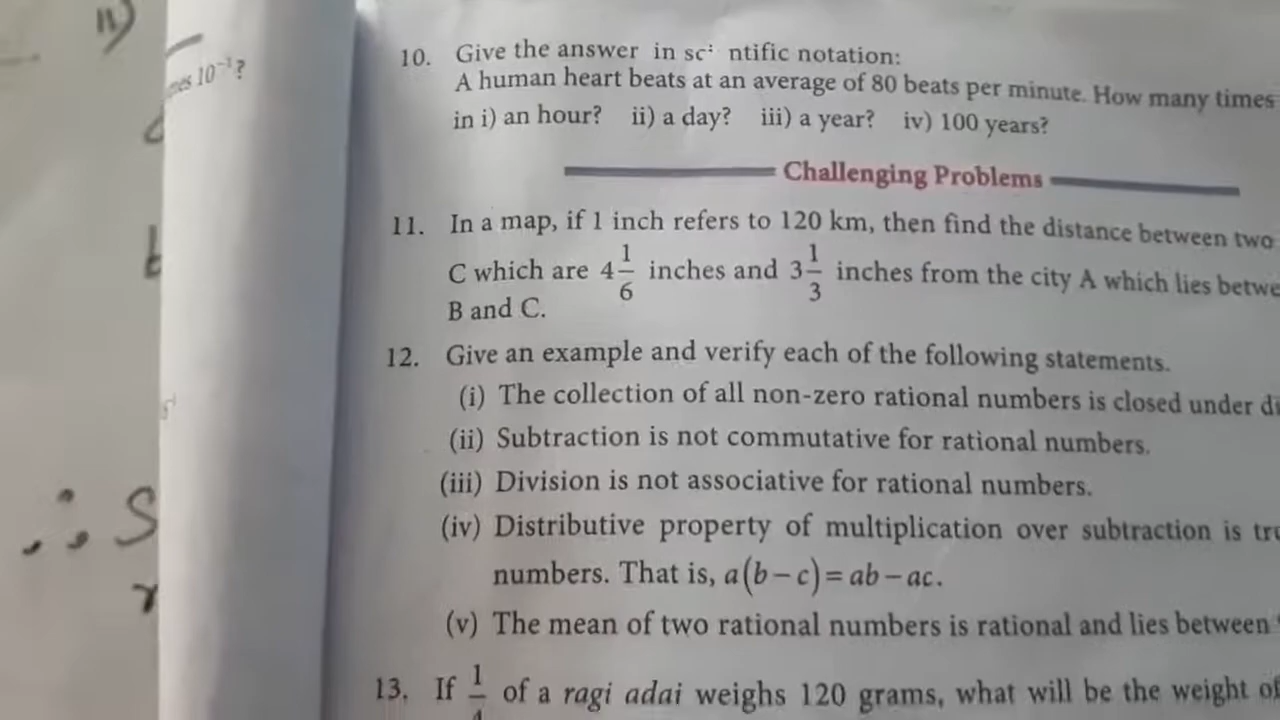 11)
10⁻¹?
10. Give the answer in sc ntific notation:
A human heart beats at an average of 80 beats per minute. How many times
in i) an hour? ii) a day? iii) a year? iv) 100 years?
Challenging Problems
11. In a map, if 1 inch refers to 120 km, then find the distance between two
C which are 4 1/6 inches and 3 1/3 inches from the city A which lies betwe
B and C.
12. Give an example and verify each of the following statements.
(i) The collection of all non-zero rational numbers is closed under di
(ii) Subtraction is not commutative for rational numbers.
(iii) Division is not associative for rational numbers.
(iv) Distributive property of multiplication over subtraction is tru
numbers. That is, a(b – c) = ab – ac.
(v) The mean of two rational numbers is rational and lies between
∴ S
13. If 1/4 of a ragi adai weighs 120 grams, what will be the weight of